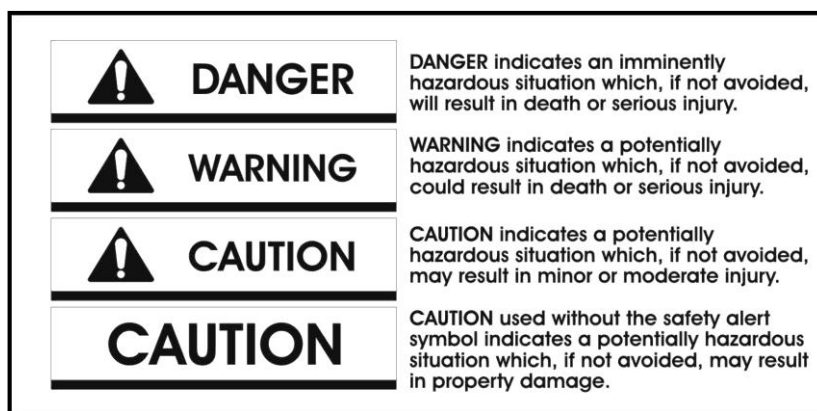 DANGER
DANGER indicates an imminently
hazardous situation which, if not avoided,
will result in death or serious injury.
WARNING
WARNING indicates a potentially
hazardous situation which, if not avoided,
could result in death or serious injury.
CAUTION
CAUTION indicates a potentially
hazardous situation which, if not avoided,
may result in minor or moderate injury.
CAUTION
CAUTION used without the safety alert
symbol indicates a potentially hazardous
situation which, if not avoided, may result
in property damage.